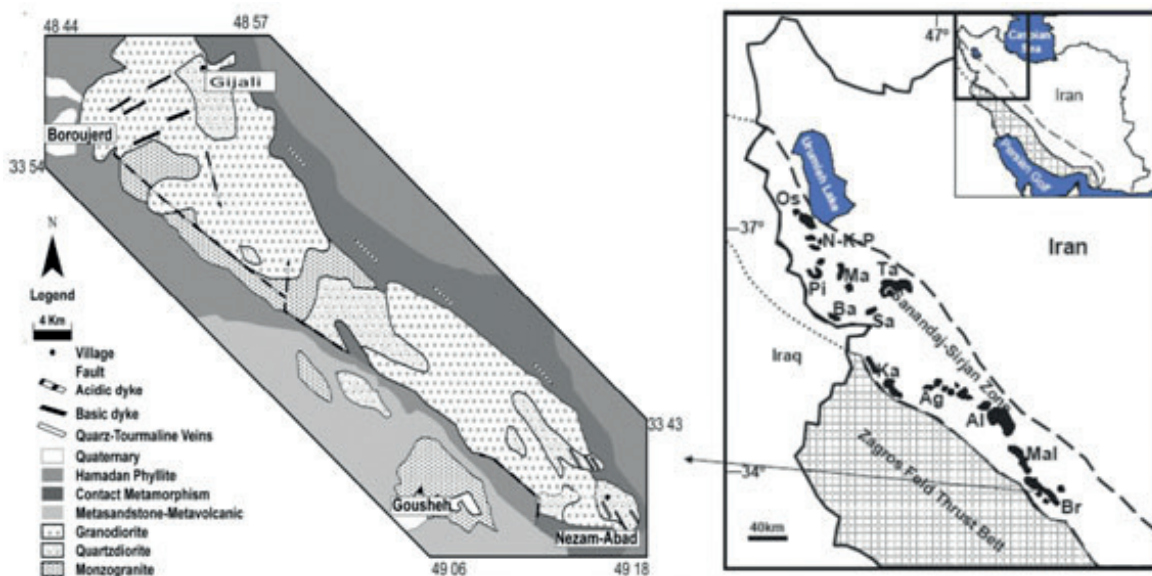 48 44
48 57
Gijali
Boroujerd
33 54
N
Legend
4 Km
Village
Fault
Acidic dyke
Basic dyke
Quarz-Tourmaline Veins
Quaternary
Hamadan Phyllite
Contact Metamorphism
Metasandstone-Metavolcanic
Granodiorite
Quartzdiorite
Monzogranite
33 43
Gousheh
Nezam-Abad
49 06
49 18
47°
Caspian
Sea
Iran
Persian Gulf
Urumieh Lake
Os
37°
N-K-P
Iran
Ta
Ma
Pi
Ba
Sa
Sanandaj-Sirjan Zone
Iraq
Ka
Ag
Al
Mal
34°
Zagros Fold Thrust Belt
Br
40km